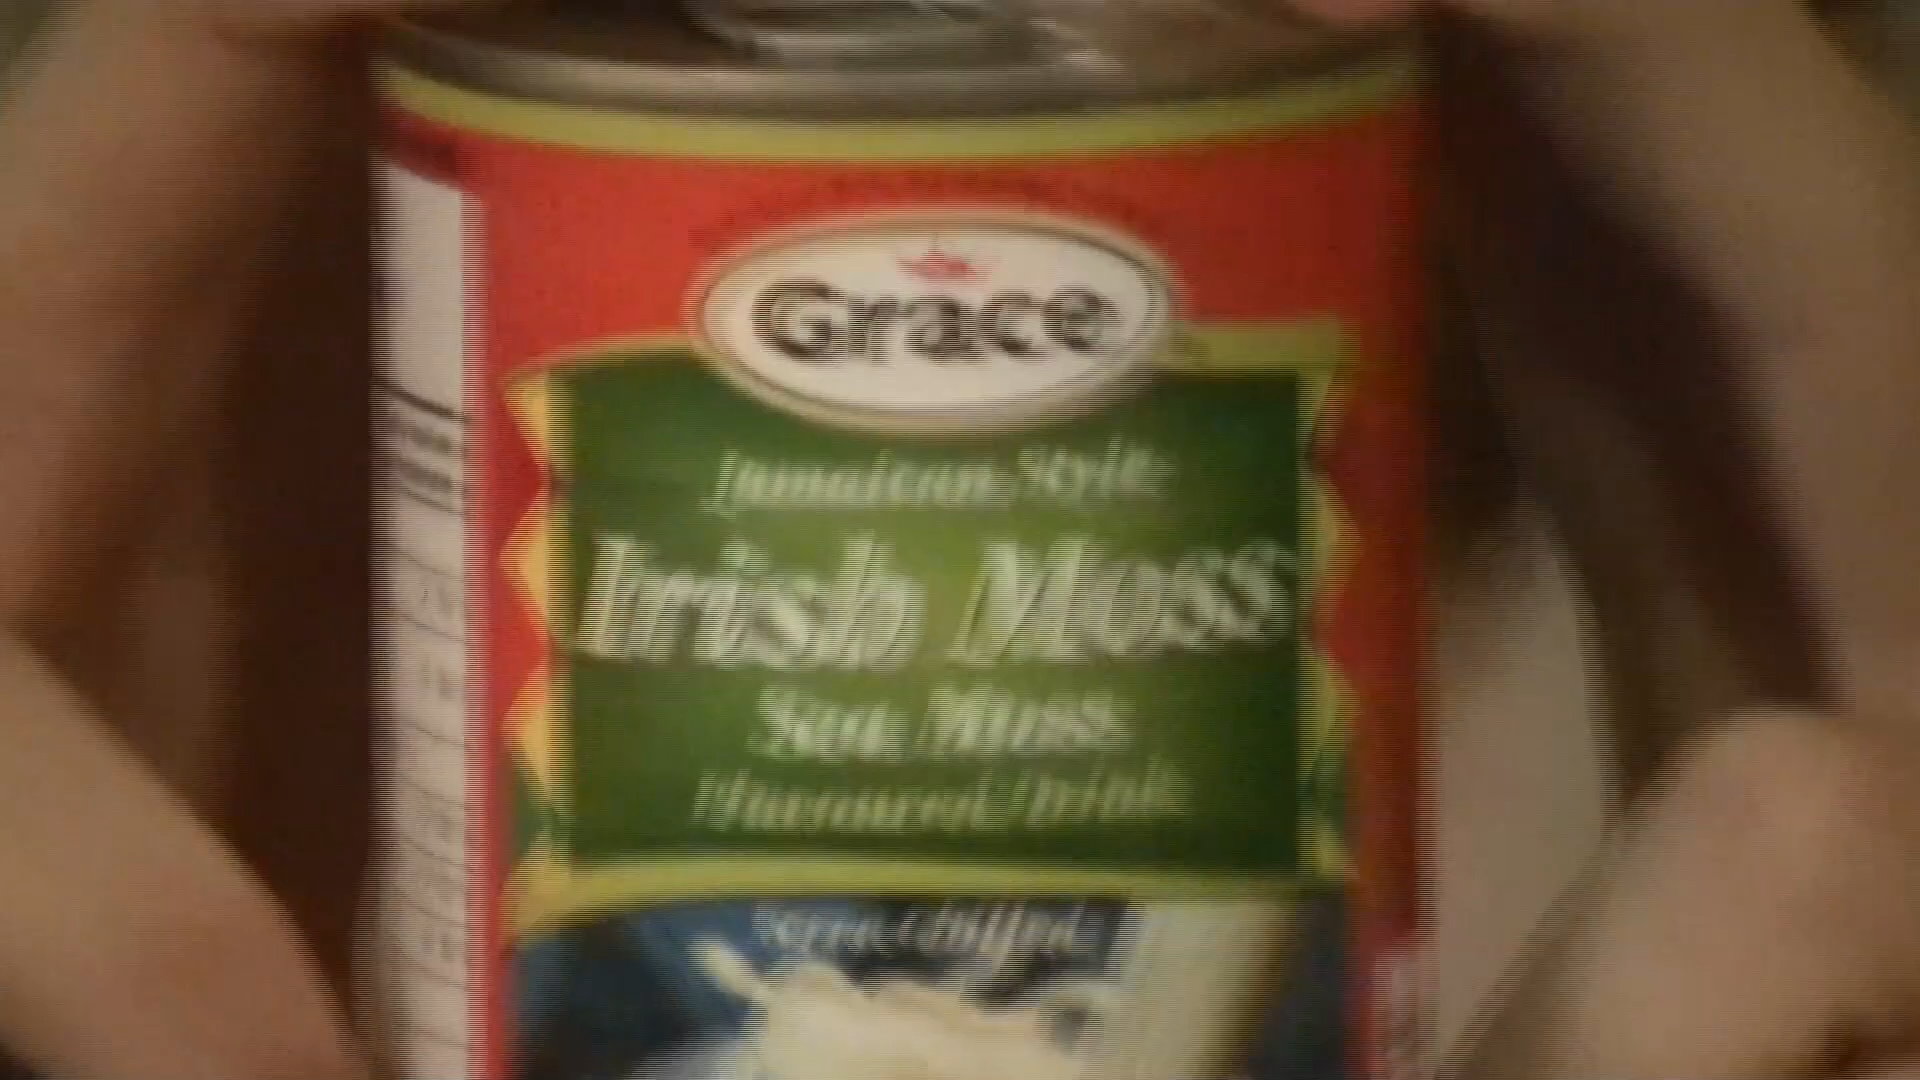 Grace
Jamaican Style
Irish Moss
Sea Moss
Flavoured Drink
Serve Chilled